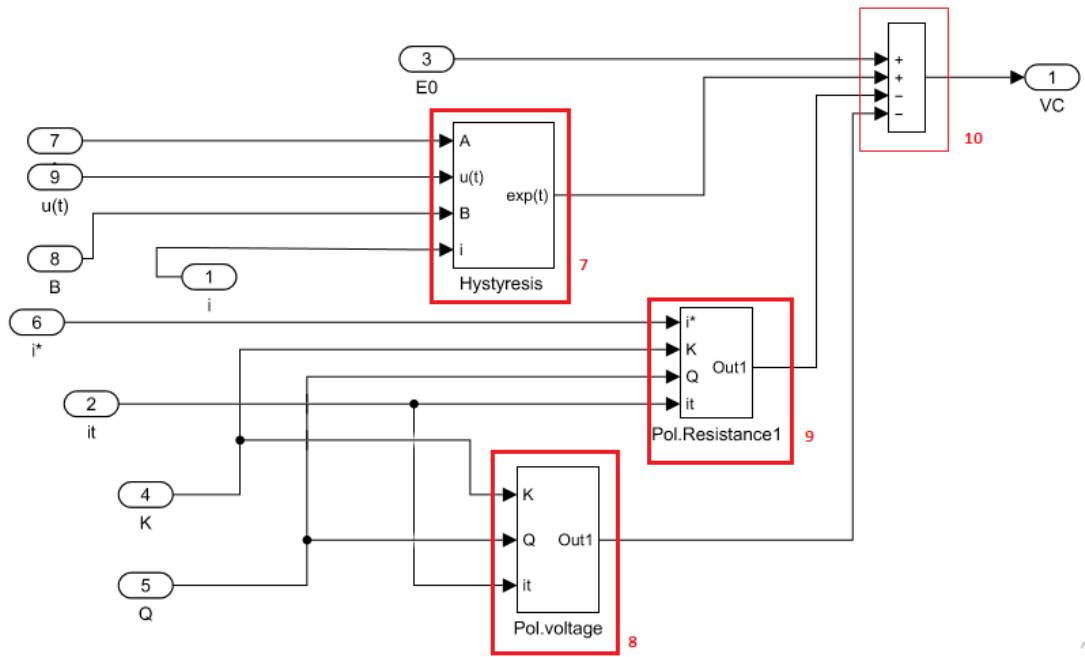 3
E0
+
+
−
−
1
VC
10
7
9
u(t)
8
B
1
i
A
u(t)
B
i
exp(t)
Hystyresis
7
6
i*
i*
K
Q
it
Out1
Pol.Resistance1
9
2
it
4
K
5
Q
K
Q
it
Out1
Pol.voltage
8